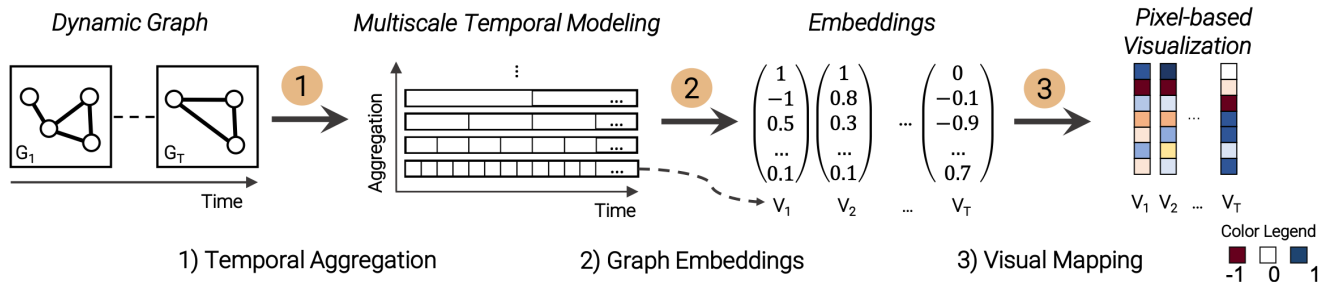 Dynamic Graph
Multiscale Temporal Modeling
Embeddings
Pixel-based
Visualization
G1
GT
Time
1
Aggregation
⋮
...
...
...
...
Time
2
1
−1
0.5
...
0.1
1
0.8
0.3
...
0.1
...
0
−0.1
−0.9
...
0.7
V1 V2 ... VT
3
...
V1 V2 ... VT
1) Temporal Aggregation
2) Graph Embeddings
3) Visual Mapping
Color Legend
-1 0 1